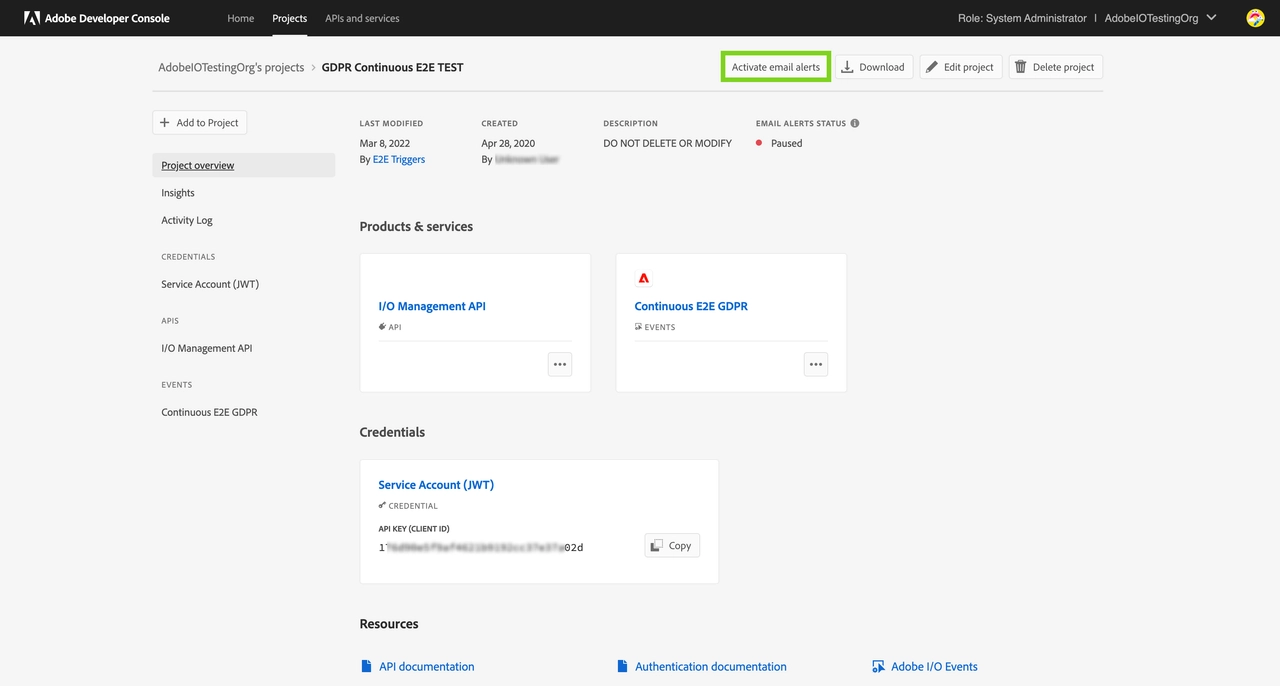 Adobe Developer Console
Home
Projects
APIs and services
Role: System Administrator | AdobeIOTestingOrg
AdobeIOTestingOrg's projects > GDPR Continuous E2E TEST
Activate email alerts
Download
Edit project
Delete project
+ Add to Project
Project overview
Insights
Activity Log
CREDENTIALS
Service Account (JWT)
APIS
I/O Management API
EVENTS
Continuous E2E GDPR
LAST MODIFIED
Mar 8, 2022
By E2E Triggers
CREATED
Apr 28, 2020
By
DESCRIPTION
DO NOT DELETE OR MODIFY
EMAIL ALERTS STATUS
Paused
Products & services
I/O Management API
API
Continuous E2E GDPR
EVENTS
Credentials
Service Account (JWT)
CREDENTIAL
API KEY (CLIENT ID)
Copy
Resources
API documentation
Authentication documentation
Adobe I/O Events